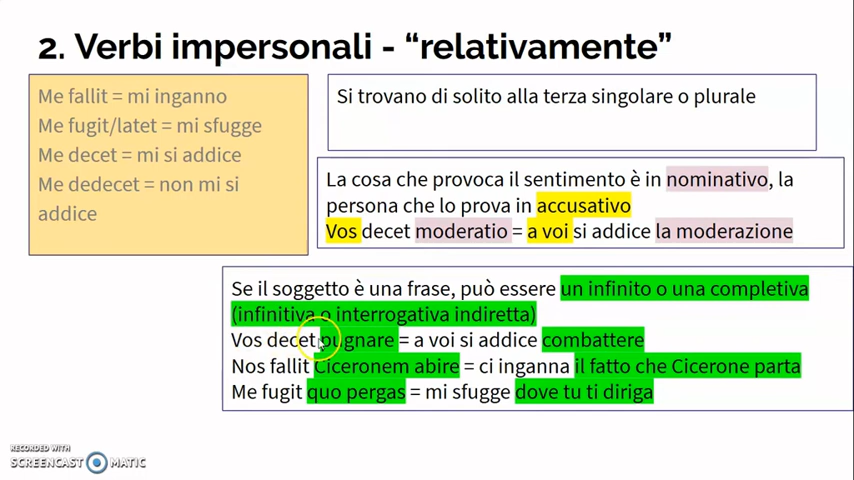 2. Verbi impersonali - “relativamente”
Me fallit = mi inganno
Me fugit/latet = mi sfugge
Me decet = mi si addice
Me dedecet = non mi si
addice
Si trovano di solito alla terza singolare o plurale
La cosa che provoca il sentimento è in nominativo, la
persona che lo prova in accusativo
Vos decet moderatio = a voi si addice la moderazione
Se il soggetto è una frase, può essere un infinito o una completiva
(infinitiva o interrogativa indiretta)
Vos decet pugnare = a voi si addice combattere
Nos fallit Ciceronem abire = ci inganna il fatto che Cicerone parta
Me fugit quo pergas = mi sfugge dove tu ti diriga
RECORDED WITH
SCREENCAST MATIC